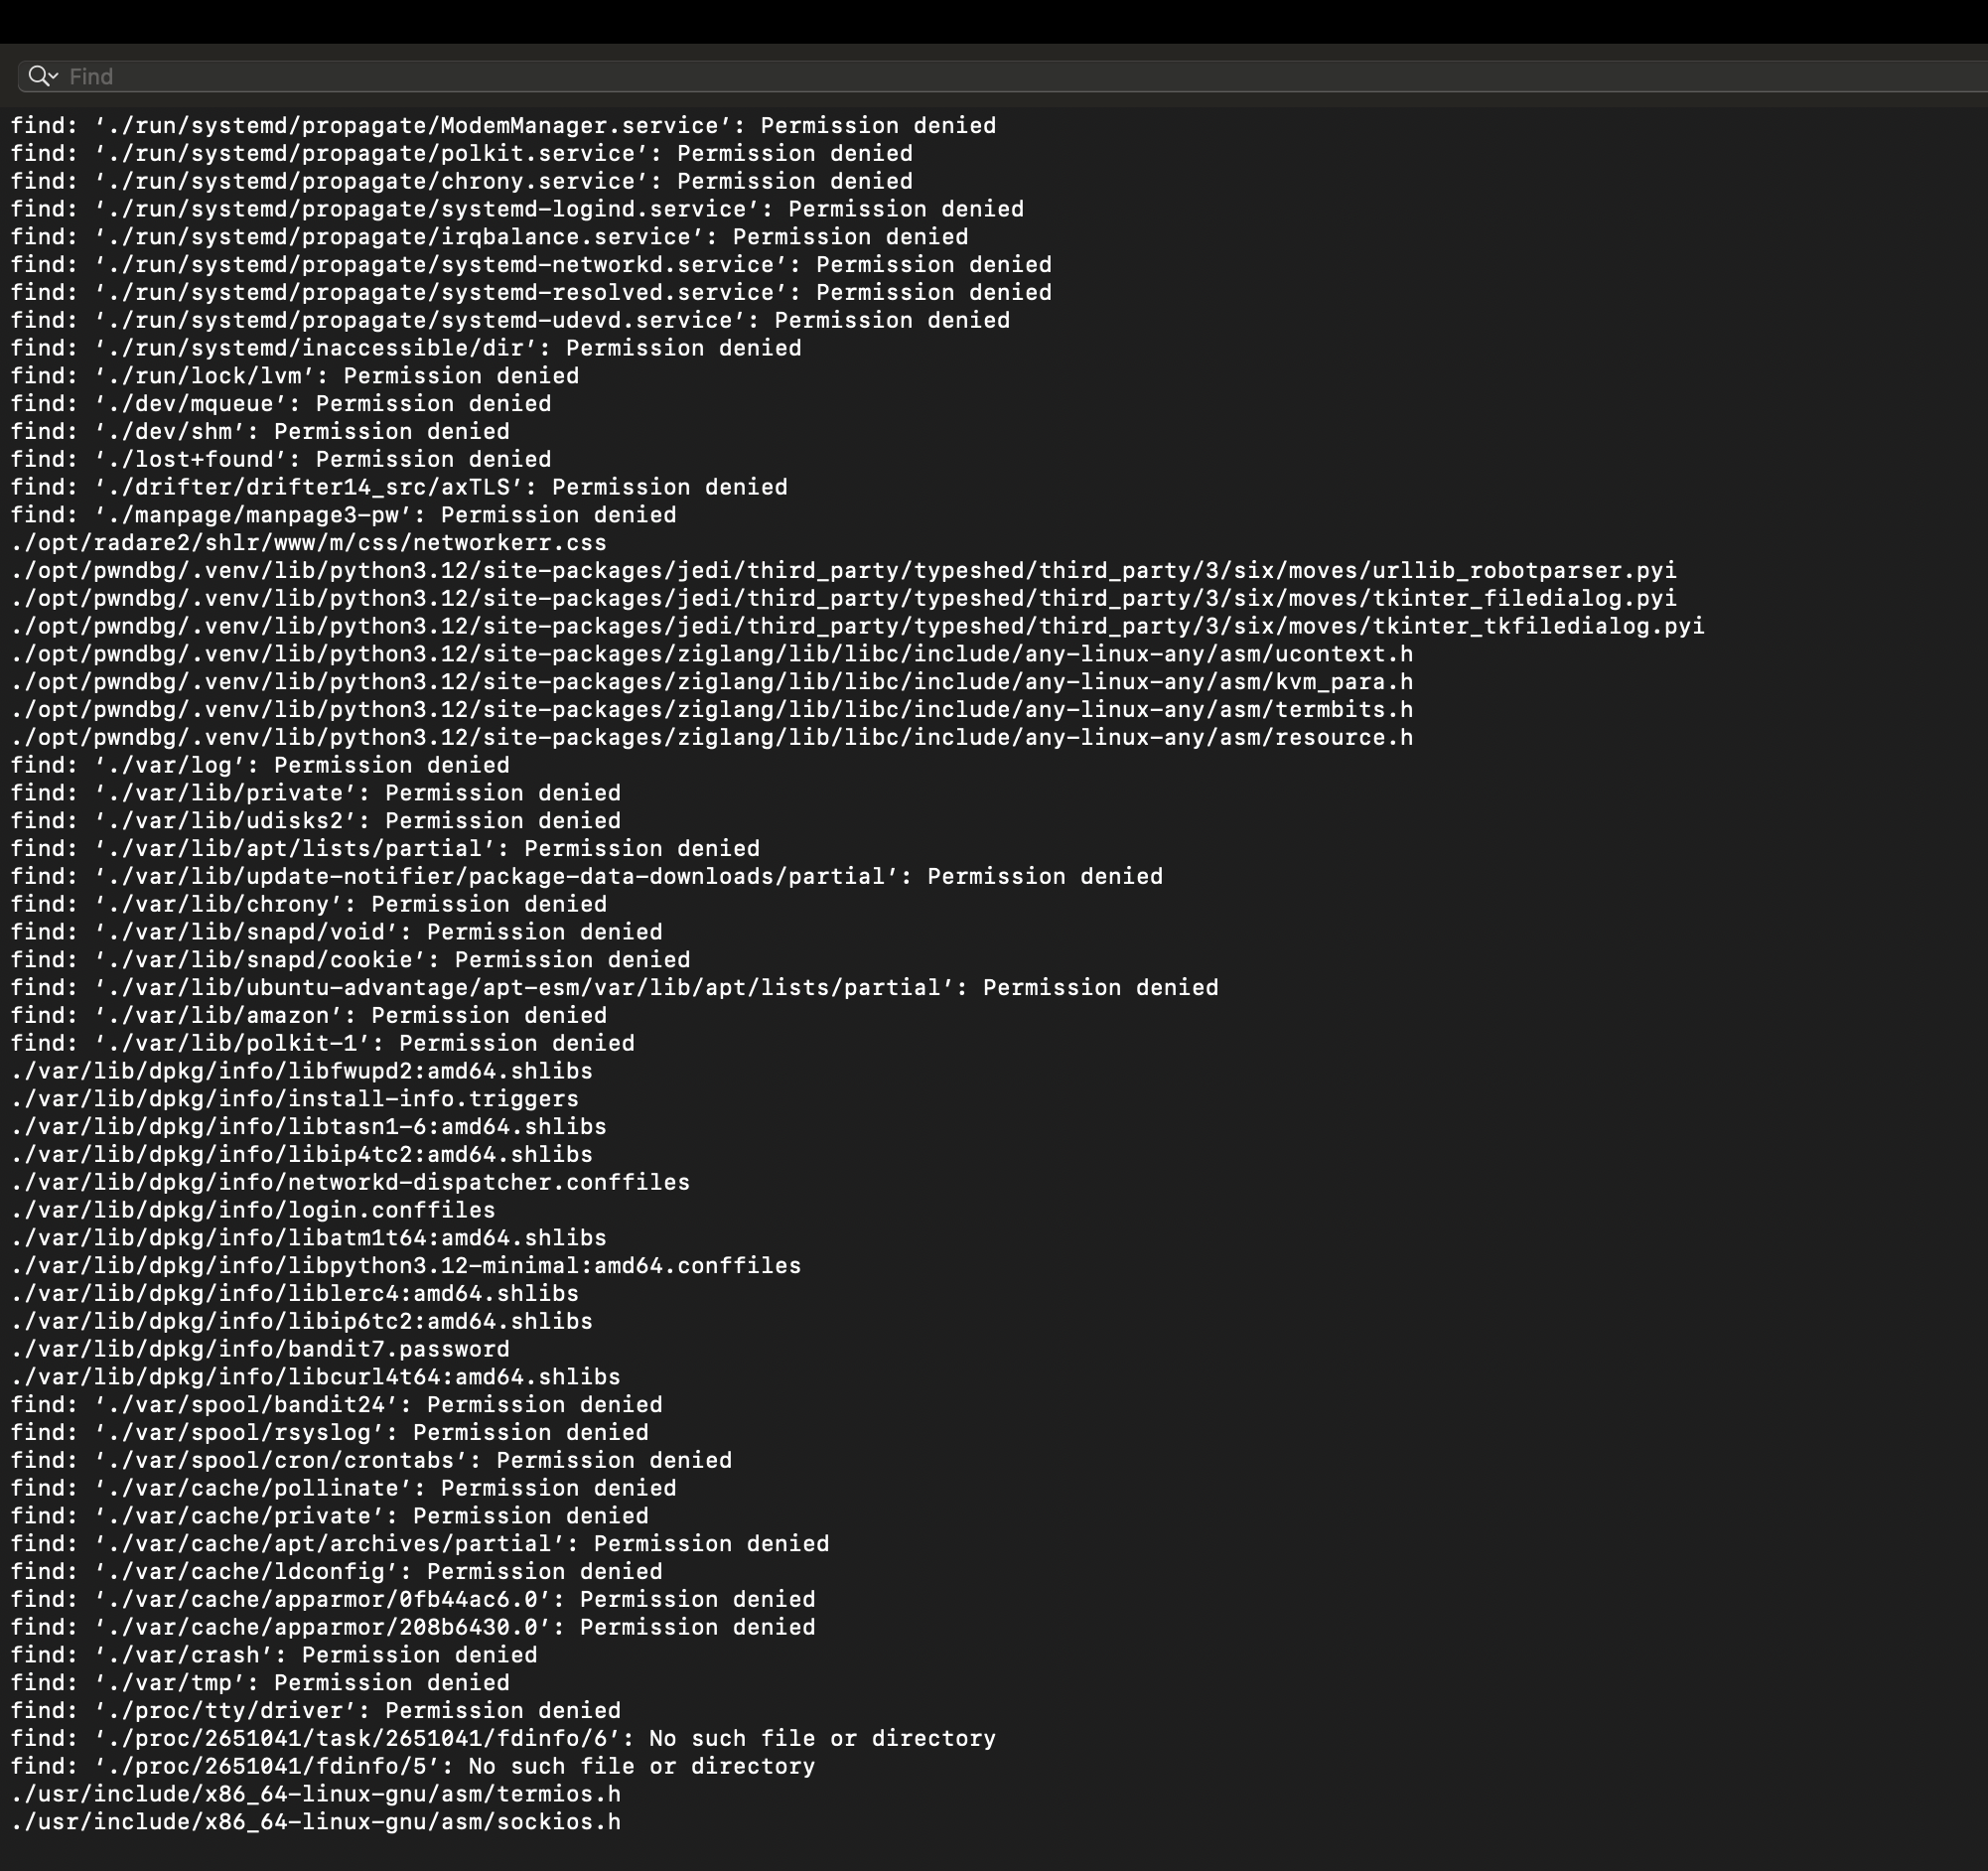 Find
find: ‘./run/systemd/propagate/ModemManager.service’: Permission denied
find: ‘./run/systemd/propagate/polkit.service’: Permission denied
find: ‘./run/systemd/propagate/chrony.service’: Permission denied
find: ‘./run/systemd/propagate/systemd-logind.service’: Permission denied
find: ‘./run/systemd/propagate/irqbalance.service’: Permission denied
find: ‘./run/systemd/propagate/systemd-networkd.service’: Permission denied
find: ‘./run/systemd/propagate/systemd-resolved.service’: Permission denied
find: ‘./run/systemd/propagate/systemd-udevd.service’: Permission denied
find: ‘./run/systemd/inaccessible/dir’: Permission denied
find: ‘./run/lock/lvm’: Permission denied
find: ‘./dev/mqueue’: Permission denied
find: ‘./dev/shm’: Permission denied
find: ‘./lost+found’: Permission denied
find: ‘./drifter/drifter14_src/axTLS’: Permission denied
find: ‘./manpage/manpage3-pw’: Permission denied
./opt/radare2/shlr/www/m/css/networkerr.css
./opt/pwndbg/.venv/lib/python3.12/site-packages/jedi/third_party/typeshed/third_party/3/six/moves/urllib_robotparser.pyi
./opt/pwndbg/.venv/lib/python3.12/site-packages/jedi/third_party/typeshed/third_party/3/six/moves/tkinter_filedialog.pyi
./opt/pwndbg/.venv/lib/python3.12/site-packages/jedi/third_party/typeshed/third_party/3/six/moves/tkinter_tkfiledialog.pyi
./opt/pwndbg/.venv/lib/python3.12/site-packages/ziglang/lib/libc/include/any-linux-any/asm/ucontext.h
./opt/pwndbg/.venv/lib/python3.12/site-packages/ziglang/lib/libc/include/any-linux-any/asm/kvm_para.h
./opt/pwndbg/.venv/lib/python3.12/site-packages/ziglang/lib/libc/include/any-linux-any/asm/termbits.h
./opt/pwndbg/.venv/lib/python3.12/site-packages/ziglang/lib/libc/include/any-linux-any/asm/resource.h
find: ‘./var/log’: Permission denied
find: ‘./var/lib/private’: Permission denied
find: ‘./var/lib/udisks2’: Permission denied
find: ‘./var/lib/apt/lists/partial’: Permission denied
find: ‘./var/lib/update-notifier/package-data-downloads/partial’: Permission denied
find: ‘./var/lib/chrony’: Permission denied
find: ‘./var/lib/snapd/void’: Permission denied
find: ‘./var/lib/snapd/cookie’: Permission denied
find: ‘./var/lib/ubuntu-advantage/apt-esm/var/lib/apt/lists/partial’: Permission denied
find: ‘./var/lib/amazon’: Permission denied
find: ‘./var/lib/polkit-1’: Permission denied
./var/lib/dpkg/info/libfwupd2:amd64.shlibs
./var/lib/dpkg/info/install-info.triggers
./var/lib/dpkg/info/libtasn1-6:amd64.shlibs
./var/lib/dpkg/info/libip4tc2:amd64.shlibs
./var/lib/dpkg/info/networkd-dispatcher.conffiles
./var/lib/dpkg/info/login.conffiles
./var/lib/dpkg/info/libatm1t64:amd64.shlibs
./var/lib/dpkg/info/libpython3.12-minimal:amd64.conffiles
./var/lib/dpkg/info/liblerc4:amd64.shlibs
./var/lib/dpkg/info/libip6tc2:amd64.shlibs
./var/lib/dpkg/info/bandit7.password
./var/lib/dpkg/info/libcurl4t64:amd64.shlibs
find: ‘./var/spool/bandit24’: Permission denied
find: ‘./var/spool/rsyslog’: Permission denied
find: ‘./var/spool/cron/crontabs’: Permission denied
find: ‘./var/cache/pollinate’: Permission denied
find: ‘./var/cache/private’: Permission denied
find: ‘./var/cache/apt/archives/partial’: Permission denied
find: ‘./var/cache/ldconfig’: Permission denied
find: ‘./var/cache/apparmor/0fb44ac6.0’: Permission denied
find: ‘./var/cache/apparmor/208b6430.0’: Permission denied
find: ‘./var/crash’: Permission denied
find: ‘./var/tmp’: Permission denied
find: ‘./proc/tty/driver’: Permission denied
find: ‘./proc/2651041/task/2651041/fdinfo/6’: No such file or directory
find: ‘./proc/2651041/fdinfo/5’: No such file or directory
./usr/include/x86_64-linux-gnu/asm/termios.h
./usr/include/x86_64-linux-gnu/asm/sockios.h